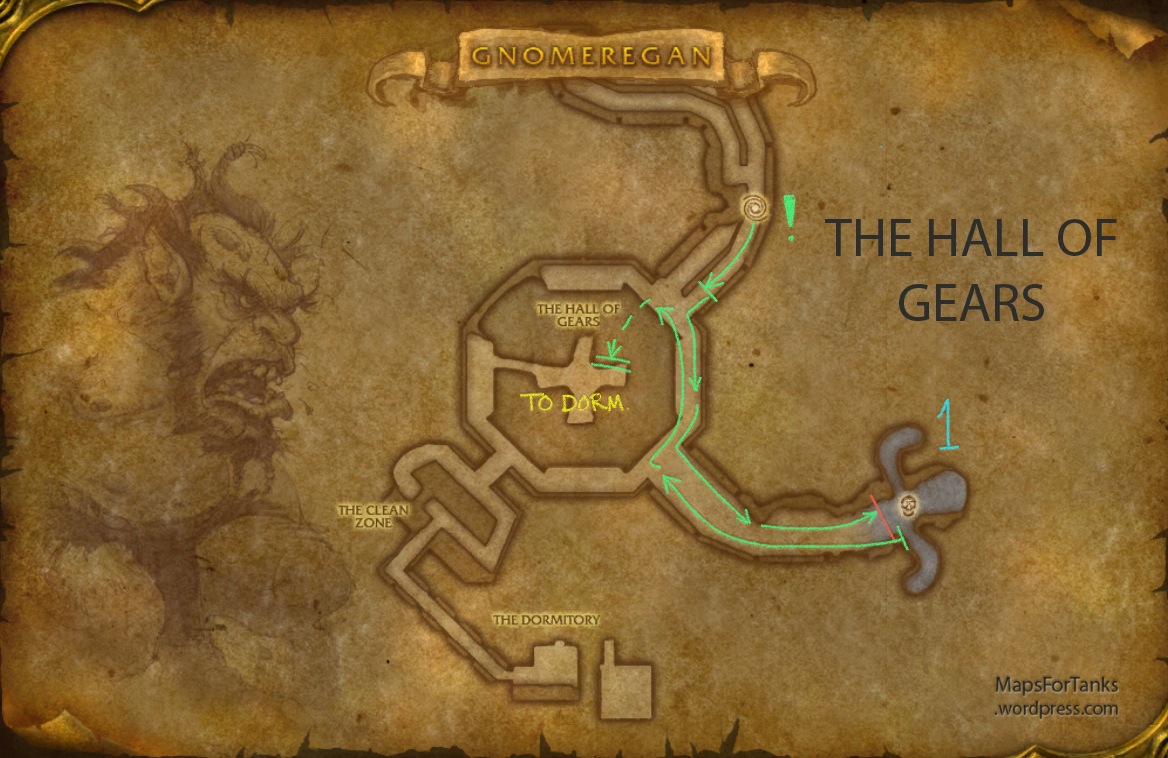 GNOMEREGAN
!
THE HALL OF
GEARS
THE HALL OF
GEARS
TO DORM.
1
THE CLEAN
ZONE
THE DORMITORY
MapsForTanks
.wordpress.com